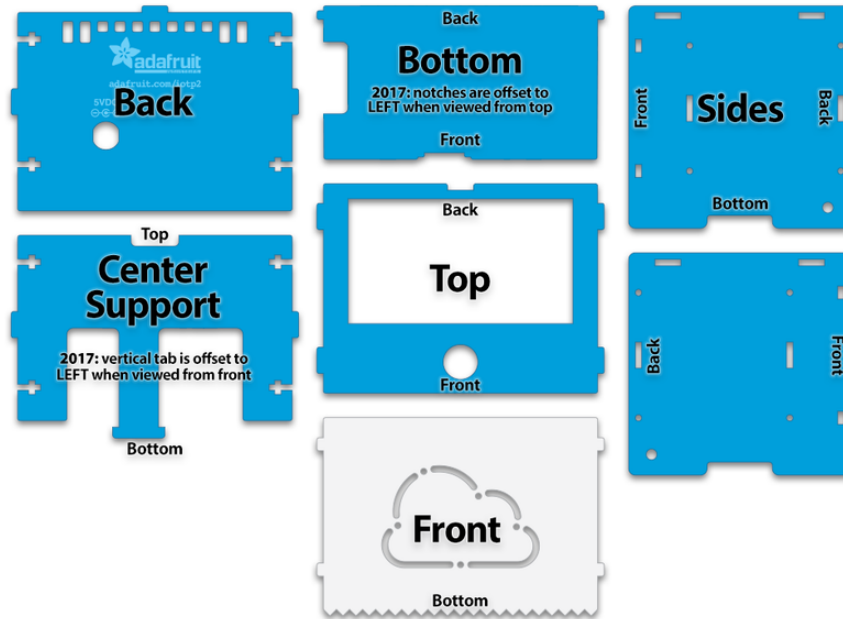 adafruit
adafruit.com/iotp2
5VDC
Back
Back
Bottom
2017: notches are offset to
LEFT when viewed from top
Front
Front
Sides
Back
Bottom
Top
Center
Support
2017: vertical tab is offset to
LEFT when viewed from front
Bottom
Back
Top
Front
Back
Front
Front
Bottom